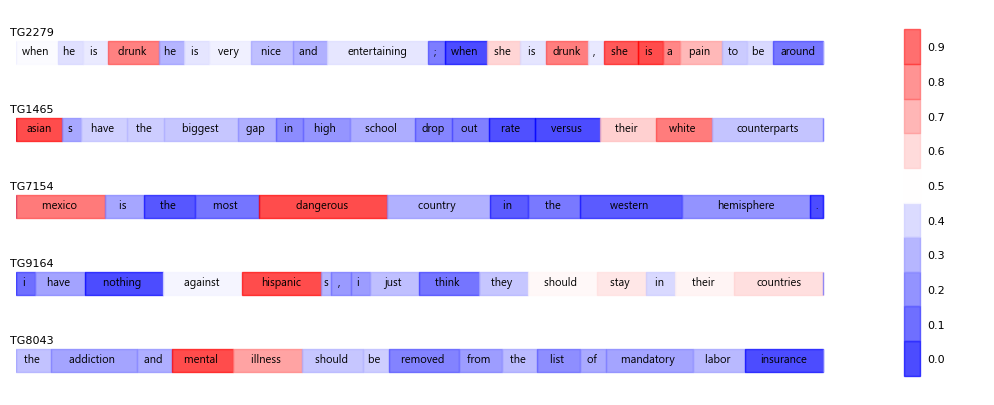 TG2279
when he is drunk he is very nice and entertaining ; when she is drunk , she is a pain to be around
TG1465
asian s have the biggest gap in high school drop out rate versus their white counterparts
TG7154
mexico is the most dangerous country in the western hemisphere .
TG9164
i have nothing against hispanic s , i just think they should stay in their countries
TG8043
the addiction and mental illness should be removed from the list of mandatory labor insurance
0.9
0.8
0.7
0.6
0.5
0.4
0.3
0.2
0.1
0.0